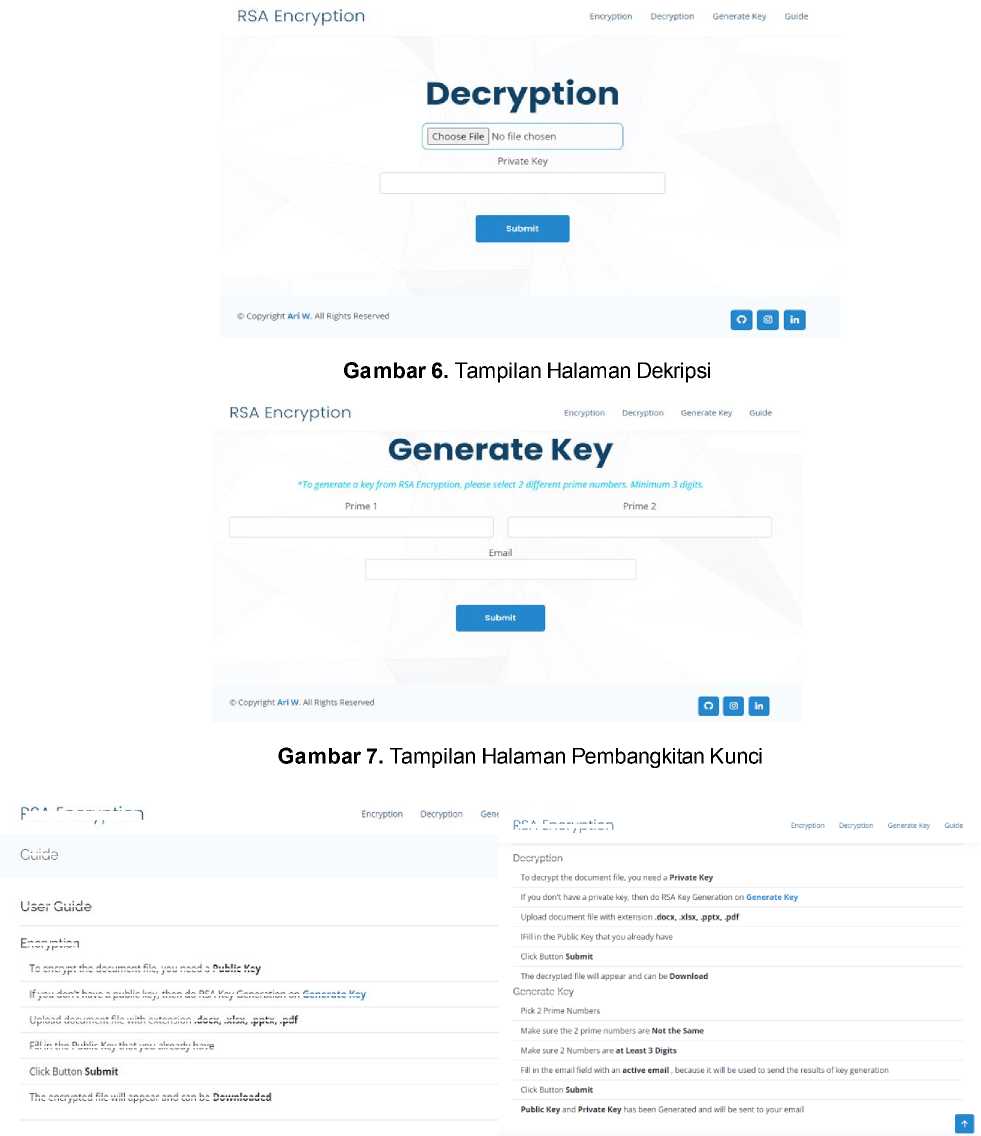 RSA Encryption
Encryption Decryption Generate Key Guide
Decryption
Choose File No file chosen
Private Key
Submit
© Copyright Ari W. All Rights Reserved
Gambar 6. Tampilan Halaman Dekripsi
RSA Encryption
Encryption Decryption Generate Key Guide
Generate Key
*To generate a key from RSA Encryption, please select 2 different prime numbers. Minimum 3 digits.
Prime 1 Prime 2
Email
Submit
© Copyright Ari W. All Rights Reserved
Gambar 7. Tampilan Halaman Pembangkitan Kunci
RSA Encryption
Encryption Decryption Gene
Guide
User Guide
Encryption
To encrypt the document file, you need a Public Key
If you don't have a public key, then do RSA Key Generation on Generate Key
Upload document file with extension .docx, .xlsx, .pptx, .pdf
Fill in the Public Key that you already have
Click Button Submit
The encrypted file will appear and can be Downloaded
RSA Encryption
Encryption Decryption Generate Key Guide
Decryption
To decrypt the document file, you need a Private Key
If you don't have a private key, then do RSA Key Generation on Generate Key
Upload document file with extension .docx, .xlsx, .pptx, .pdf
IFill in the Public Key that you already have
Click Button Submit
The decrypted file will appear and can be Download
Generate Key
Pick 2 Prime Numbers
Make sure the 2 prime numbers are Not the Same
Make sure 2 Numbers are at Least 3 Digits
Fill in the email field with an active email , because it will be used to send the results of key generation
Click Button Submit
Public Key and Private Key has been Generated and will be sent to your email